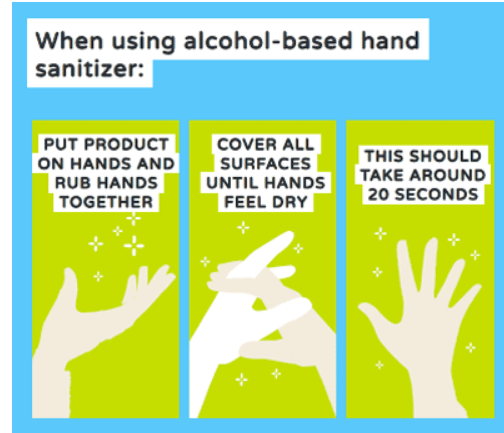 When using alcohol-based hand
sanitizer:
PUT PRODUCT
ON HANDS AND
RUB HANDS
TOGETHER
COVER ALL
SURFACES
UNTIL HANDS
FEEL DRY
THIS SHOULD
TAKE AROUND
20 SECONDS